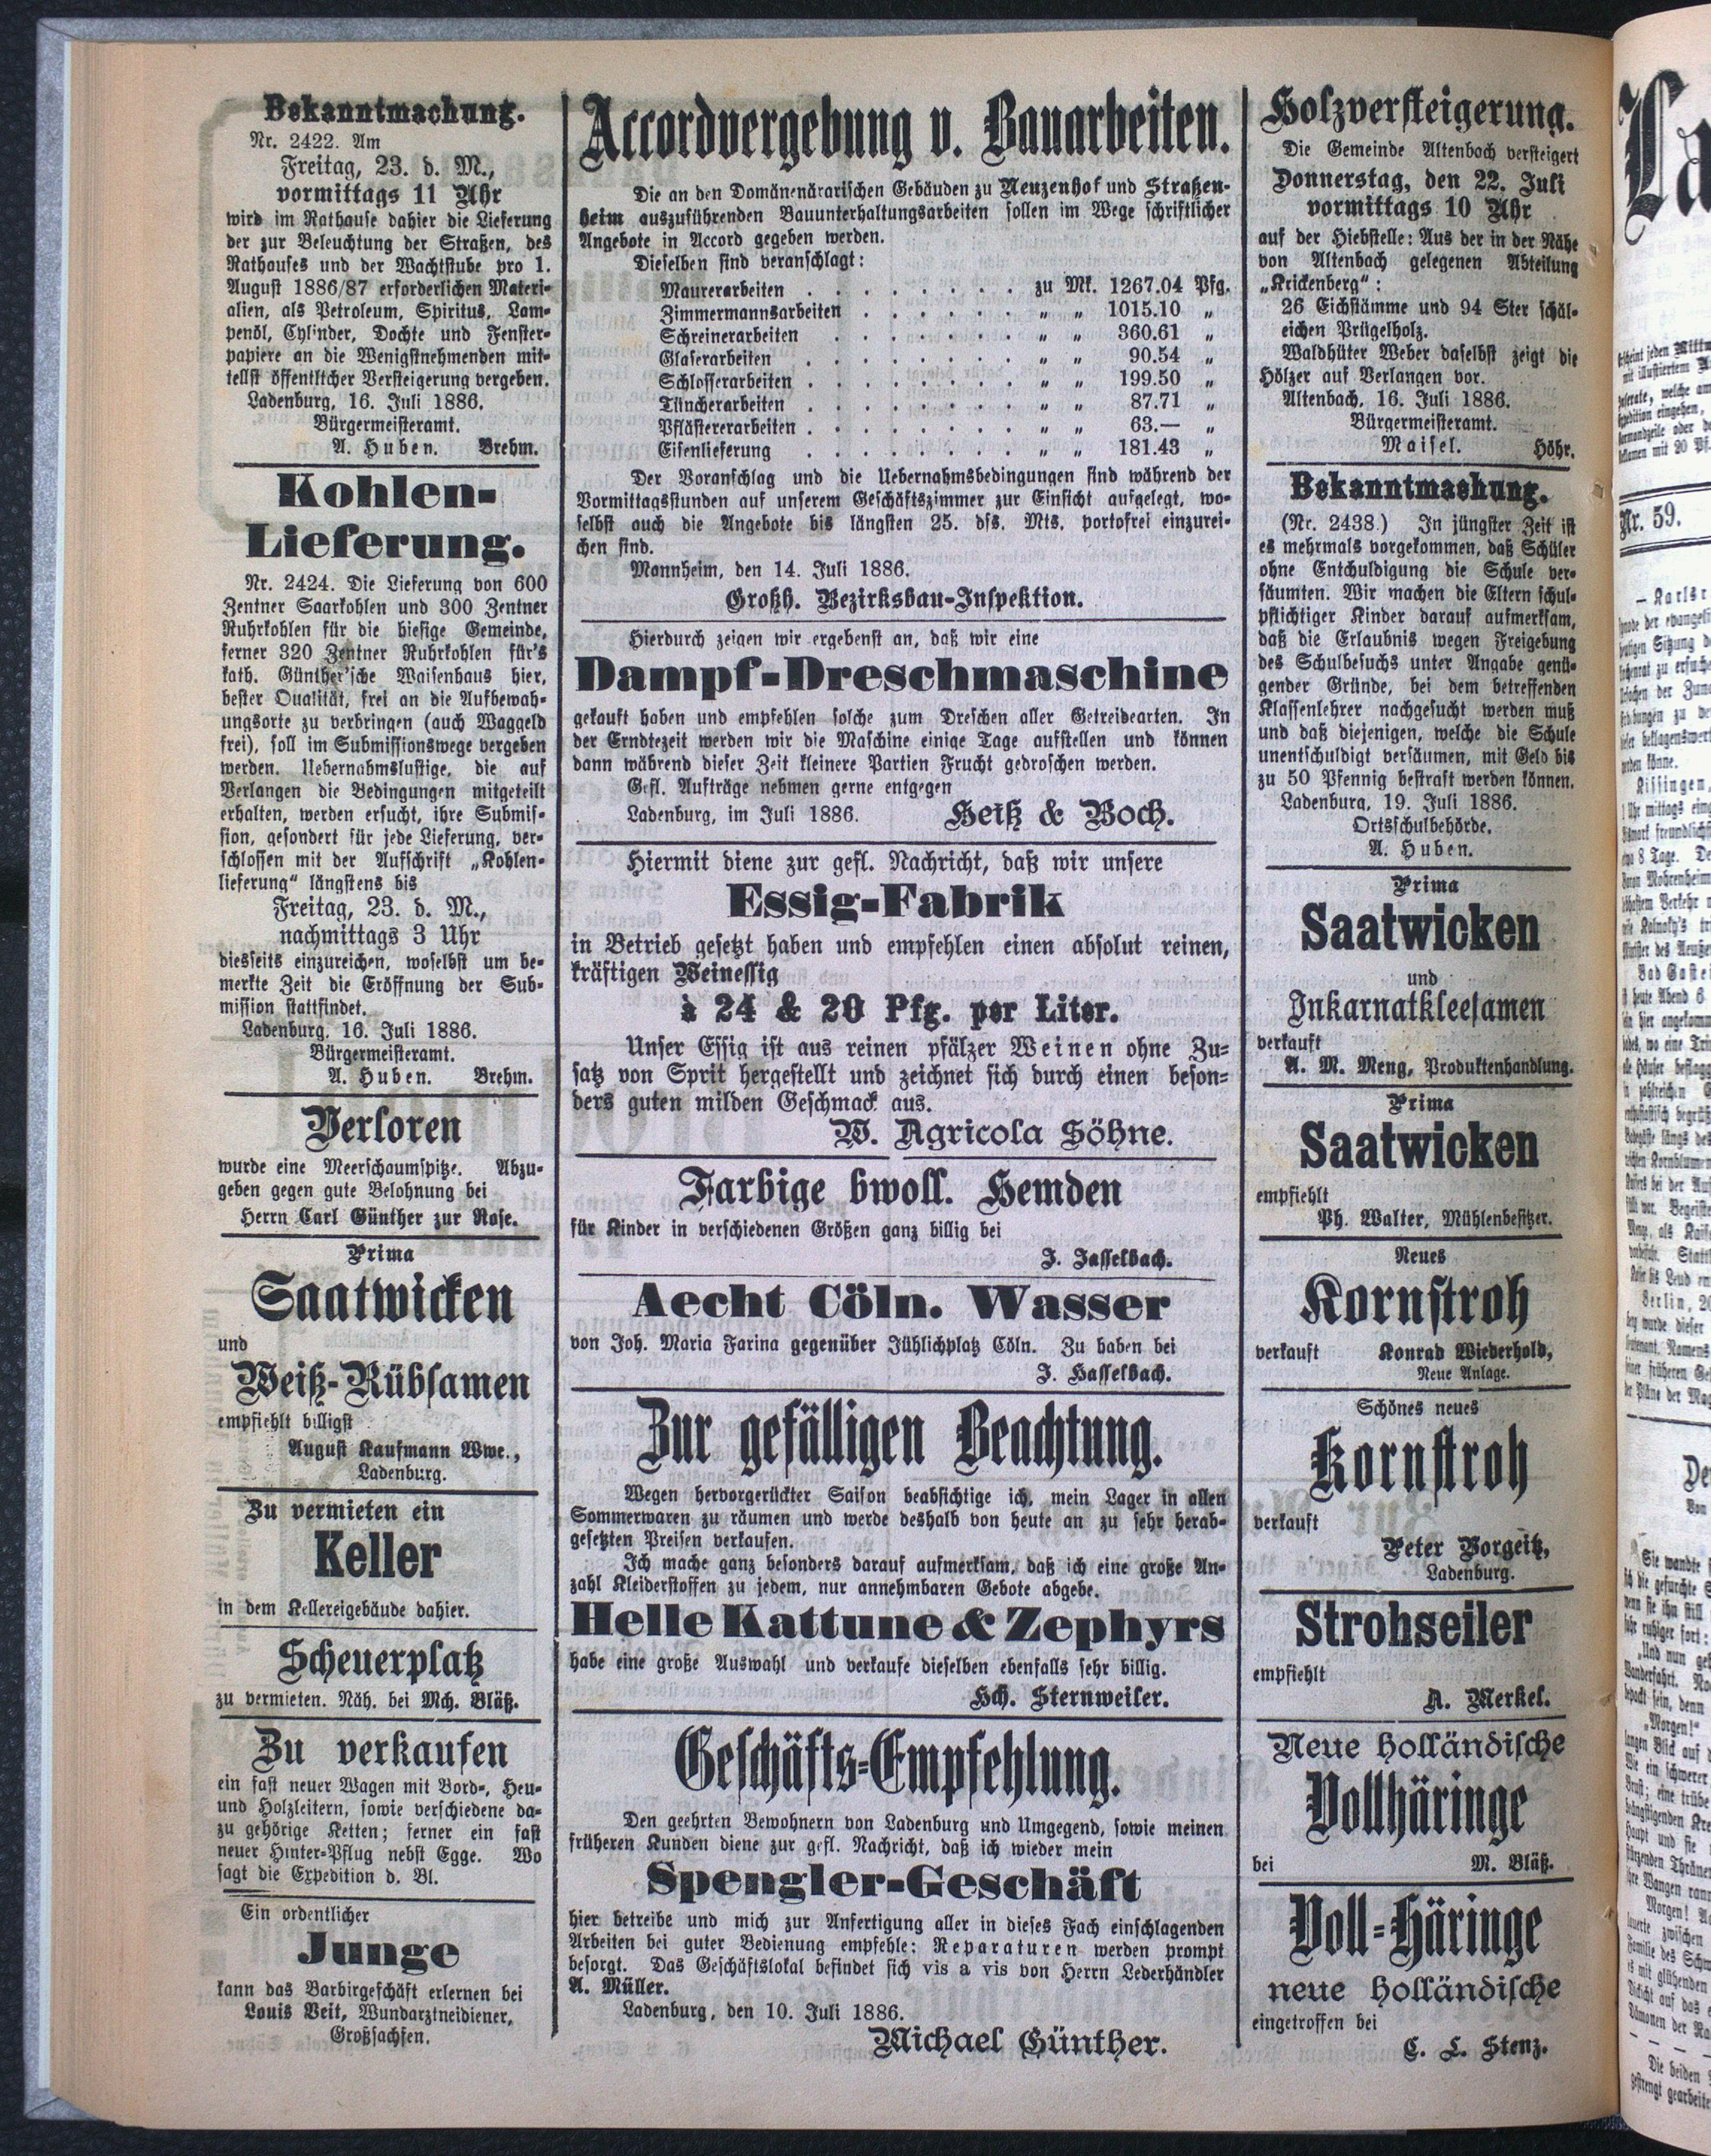 Bekanntmachung.
Nr. 2422. Am
Freitag, 23. d. M.,
vormittags 11 Uhr
wird im Rathause dahier die Lieferung
der zur Beleuchtung der Straßen, des
Rathauses und der Wachtstube pro 1.
August 1886/87 erforderlichen Materi-
alien, als Petroleum, Spiritus, Lam-
penöl, Cylinder, Dochte und Fenster-
papiere an die Wenigstnehmenden mit-
telst öffentlicher Versteigerung vergeben.
Ladenburg, 16. Juli 1886.
Bürgermeisteramt.
A. Huben. Brehm.
Kohlen-
Lieferung.
Nr. 2424. Die Lieferung von 600
Zentner Saarkohlen und 300 Zentner
Ruhrkohlen für die hiesige Gemeinde,
ferner 320 Zentner Ruhrkohlen für's
kath. Günther'sche Waisenhaus hier,
bester Qualität, frei an die Aufbewah-
ungsorte zu verbringen (auch Waggeld
frei), soll im Submissionswege vergeben
werden. Uebernahmslustige, die auf
Verlangen die Bedingungen mitgeteilt
erhalten, werden ersucht, ihre Submis-
sion, gesondert für jede Lieferung, ver-
schlossen mit der Aufschrift „Kohlen-
lieferung“ längstens bis
Freitag, 23. d. M.,
nachmittags 3 Uhr
diesseits einzureichen, woselbst um be-
merkte Zeit die Eröffnung der Sub-
mission stattfindet.
Ladenburg, 16. Juli 1886.
Bürgermeisteramt.
A. Huben. Brehm.
Verloren
wurde eine Meerschaumspitze. Abzu-
geben gegen gute Belohnung bei
Herrn Carl Günther zur Rose.
Prima
Saatwicken
und
Weiß-Rübsamen
empfiehlt billigst
August Kaufmann Wwe.,
Ladenburg.
Zu vermieten ein
Keller
in dem Kellereigebäude dahier.
Scheuerplatz
zu vermieten. Näh. bei Mch. Bläß.
Zu verkaufen
ein fast neuer Wagen mit Bord-, Heu-
und Holzleitern, sowie verschiedene da-
zu gehörige Ketten; ferner ein fast
neuer Hinter-Pflug nebst Egge. Wo
sagt die Expedition d. Bl.
Ein ordentlicher
Junge
kann das Barbirgeschäft erlernen bei
Louis Veit, Wundarztneidiener,
Großsachsen.
Accordvergebung v. Bauarbeiten.
Die an den Domänenärarischen Gebäuden zu Neuzenhof und Straßen-
heim auszuführenden Bauunterhaltungsarbeiten sollen im Wege schriftlicher
Angebote in Accord gegeben werden.
Dieselben sind veranschlagt:
Maurerarbeiten . . . . . . . . zu Mk. 1267.04 Pfg.
Zimmermannsarbeiten . . . . . . „ „ 1015.10 „
Schreinerarbeiten . . . . . . . „ „ 360.61 „
Glaserarbeiten . . . . . . . . „ „ 90.54 „
Schlosserarbeiten . . . . . . . „ „ 199.50 „
Tüncherarbeiten . . . . . . . „ „ 87.71 „
Pflästererarbeiten . . . . . . . „ „ 63.— „
Eisenlieferung . . . . . . . . „ „ 181.43 „
Der Voranschlag und die Uebernahmsbedingungen sind während der
Vormittagsstunden auf unserem Geschäftszimmer zur Einsicht aufgelegt, wo-
selbst auch die Angebote bis längsten 25. dss. Mts. portofrei einzurei-
chen sind.
Mannheim, den 14. Juli 1886.
Großh. Bezirksbau-Inspektion.
Hierdurch zeigen wir ergebenst an, daß wir eine
Dampf-Dreschmaschine
gekauft haben und empfehlen solche zum Dreschen aller Getreidearten. In
der Erndtezeit werden wir die Maschine einige Tage aufstellen und können
dann während dieser Zeit kleinere Partien Frucht gedroschen werden.
Gefl. Aufträge nehmen gerne entgegen
Ladenburg, im Juli 1886. Heiß & Boch.
Hiermit diene zur gefl. Nachricht, daß wir unsere
Essig-Fabrik
in Betrieb gesetzt haben und empfehlen einen absolut reinen,
kräftigen Weinessig
à 24 & 20 Pfg. per Liter.
Unser Essig ist aus reinen pfälzer Weinen ohne Zu-
satz von Sprit hergestellt und zeichnet sich durch einen beson-
ders guten milden Geschmack aus.
W. Agricola Söhne.
Farbige bwoll. Hemden
für Kinder in verschiedenen Größen ganz billig bei
J. Hasselbach.
Aecht Cöln. Wasser
von Joh. Maria Farina gegenüber Jühlichplatz Cöln. Zu haben bei
J. Hasselbach.
Zur gefälligen Beachtung.
Wegen hervorgerückter Saison beabsichtige ich, mein Lager in allen
Sommerwaren zu räumen und werde deshalb von heute an zu sehr herab-
gesetzten Preisen verkaufen.
Ich mache ganz besonders darauf aufmerksam, daß ich eine große An-
zahl Kleiderstoffen zu jedem, nur annehmbaren Gebote abgebe.
Helle Kattune & Zephyrs
habe eine große Auswahl und verkaufe dieselben ebenfalls sehr billig.
Hch. Sternweiler.
Geschäfts-Empfehlung.
Den geehrten Bewohnern von Ladenburg und Umgegend, sowie meinen
früheren Kunden diene zur gefl. Nachricht, daß ich wieder mein
Spengler-Geschäft
hier betreibe und mich zur Anfertigung aller in dieses Fach einschlagenden
Arbeiten bei guter Bedienung empfehle; Reparaturen werden prompt
besorgt. Das Geschäftslokal befindet sich vis a vis von Herrn Lederhändler
A. Müller.
Ladenburg, den 10. Juli 1886.
Michael Günther.
Holzversteigerung.
Die Gemeinde Altenbach versteigert
Donnerstag, den 22. Juli
vormittags 10 Uhr
auf der Hiebstelle: Aus der in der Nähe
von Altenbach gelegenen Abteilung
„Krickenberg“:
26 Eichstämme und 94 Ster schäl-
eichen Prügelholz.
Waldhüter Weber daselbst zeigt die
Hölzer auf Verlangen vor.
Altenbach, 16. Juli 1886.
Bürgermeisteramt.
Maisel. Höhr.
Bekanntmachung.
(Nr. 2438.) In jüngster Zeit ist
es mehrmals vorgekommen, daß Schüler
ohne Entchuldigung die Schule ver-
säumten. Wir machen die Eltern schul-
pflichtiger Kinder darauf aufmerksam,
daß die Erlaubnis wegen Freigebung
des Schulbesuchs unter Angabe genü-
gender Gründe, bei dem betreffenden
Klassenlehrer nachgesucht werden muß
und daß diejenigen, welche die Schule
unentschuldigt versäumen, mit Geld bis
zu 50 Pfennig bestraft werden können.
Ladenburg, 19. Juli 1886.
Ortsschulbehörde.
A. Huben.
Prima
Saatwicken
und
Inkarnatkleesamen
verkauft
A. M. Meng, Produktenhandlung.
Prima
Saatwicken
empfiehlt
Ph. Walter, Mühlenbesitzer.
Neues
Kornstroh
verkauft Konrad Wiederhold,
Neue Anlage.
Schönes neues
Kornstroh
verkauft
Peter Vorgeitz,
Ladenburg.
Strohseiler
empfiehlt
A. Merkel.
Neue holländische
Vollhäringe
bei M. Bläß.
Voll-Häringe
neue holländische
eingetroffen bei
C. L. Stenz.
La
Nr. 59.